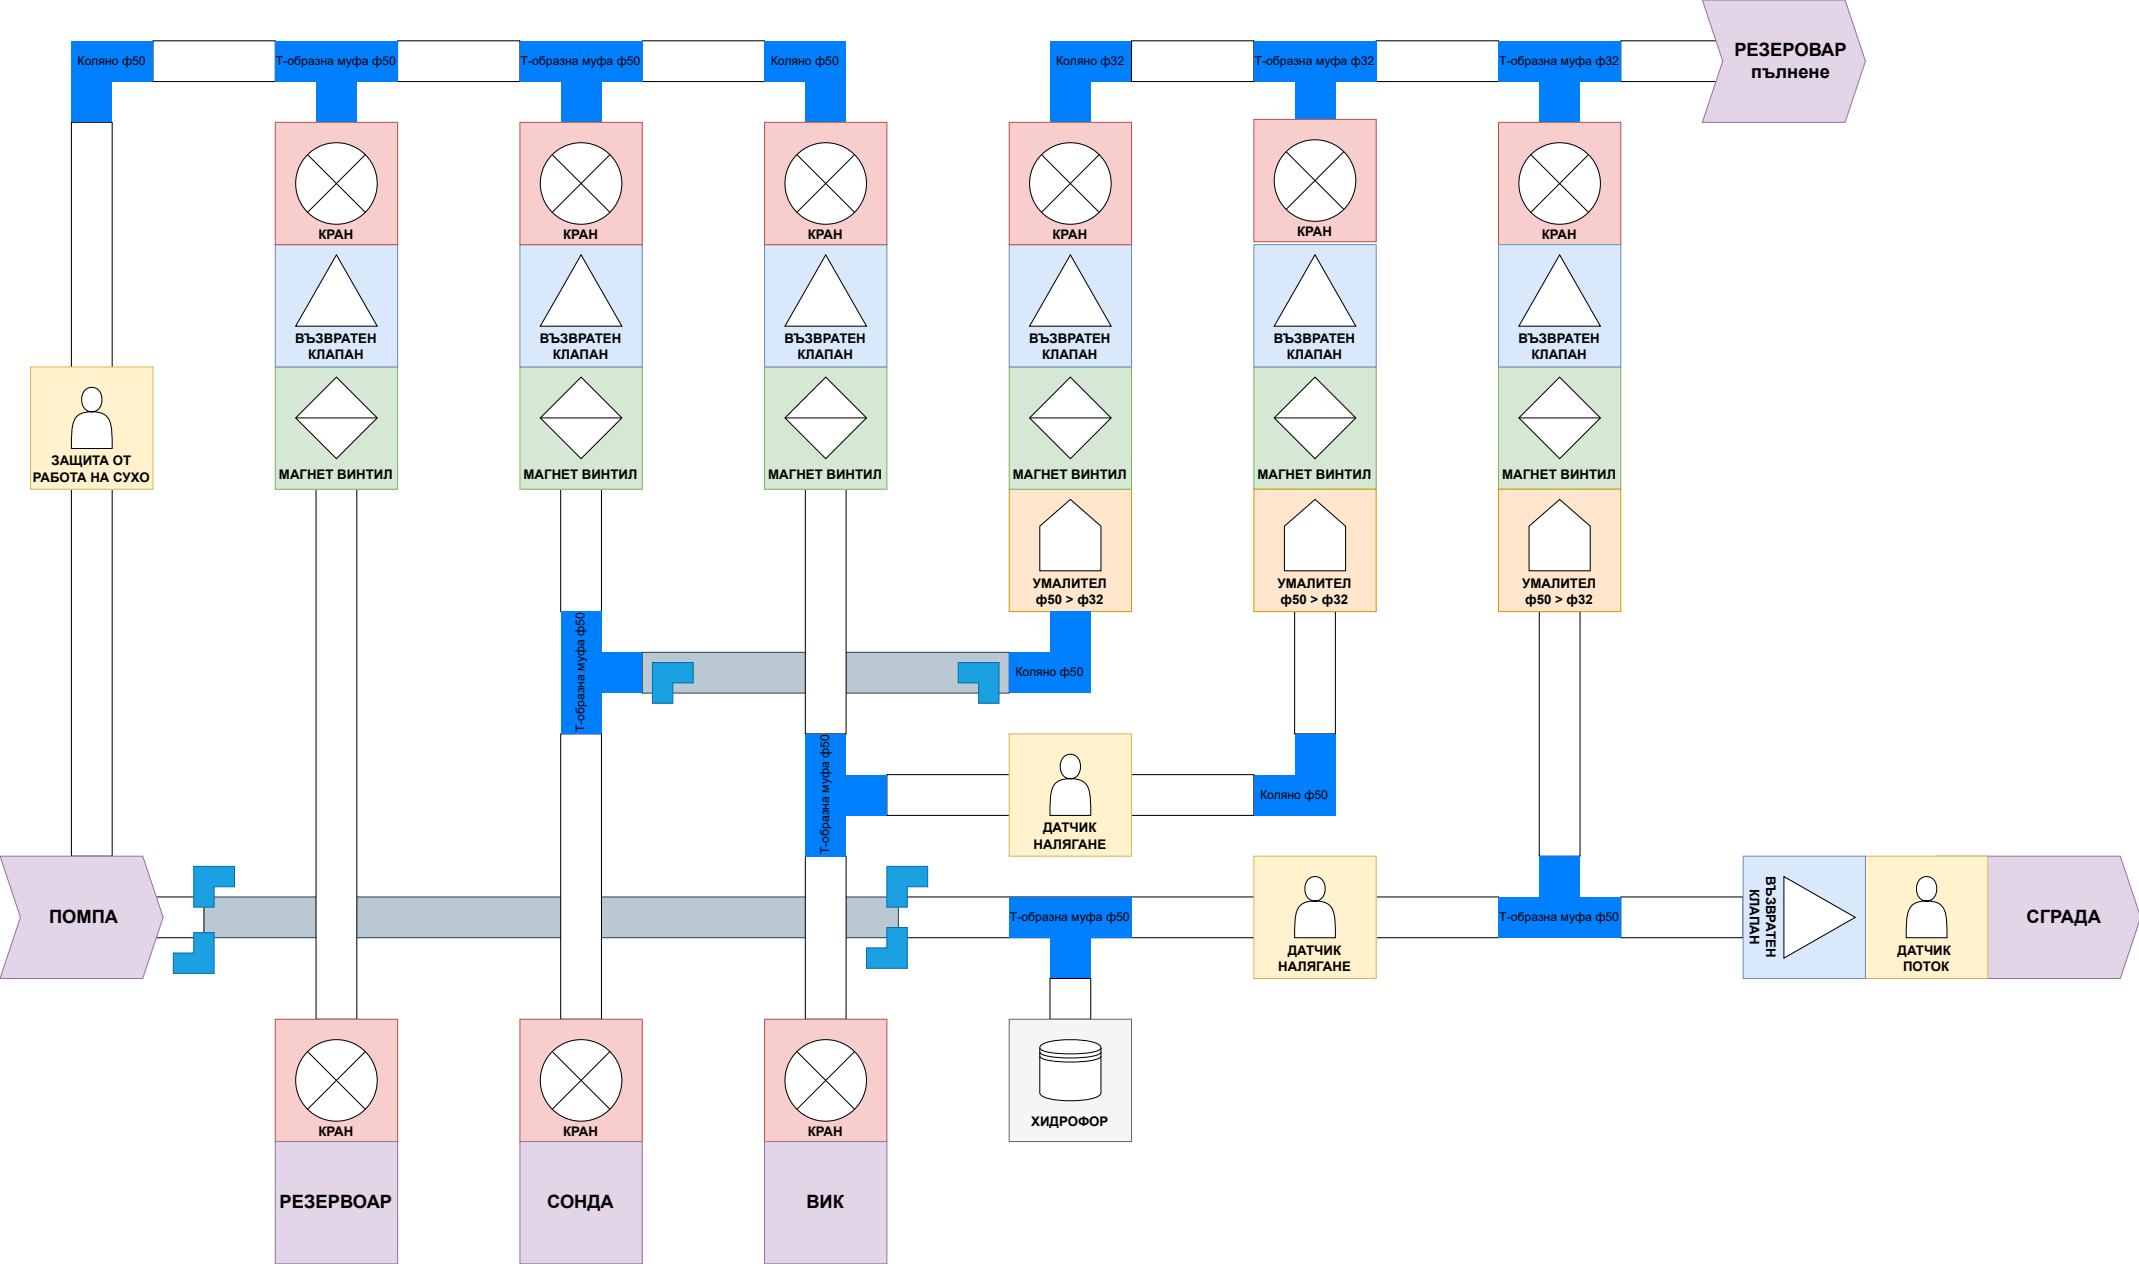 Коляно ф50
Т-образна муфа ф50
Т-образна муфа ф50
Коляно ф50
Коляно ф32
Т-образна муфа ф32
Т-образна муфа ф32
РЕЗЕРОВАР
пълнене
КРАН
КРАН
КРАН
КРАН
КРАН
КРАН
ВЪЗВРАТЕН
КЛАПАН
ВЪЗВРАТЕН
КЛАПАН
ВЪЗВРАТЕН
КЛАПАН
ВЪЗВРАТЕН
КЛАПАН
ВЪЗВРАТЕН
КЛАПАН
ВЪЗВРАТЕН
КЛАПАН
ЗАЩИТА ОТ
РАБОТА НА СУХО
МАГНЕТ ВИНТИЛ
МАГНЕТ ВИНТИЛ
МАГНЕТ ВИНТИЛ
МАГНЕТ ВИНТИЛ
МАГНЕТ ВИНТИЛ
МАГНЕТ ВИНТИЛ
УМАЛИТЕЛ
ф50 > ф32
УМАЛИТЕЛ
ф50 > ф32
УМАЛИТЕЛ
ф50 > ф32
Т-образна муфа ф50
Коляно ф50
Т-образна муфа ф50
ДАТЧИК
НАЛЯГАНЕ
Коляно ф50
ПОМПА
Т-образна муфа ф50
ДАТЧИК
НАЛЯГАНЕ
Т-образна муфа ф50
ВЪЗВРАТЕН
КЛАПАН
ДАТЧИК
ПОТОК
СГРАДА
КРАН
КРАН
КРАН
ХИДРОФОР
РЕЗЕРВОАР
СОНДА
ВИК